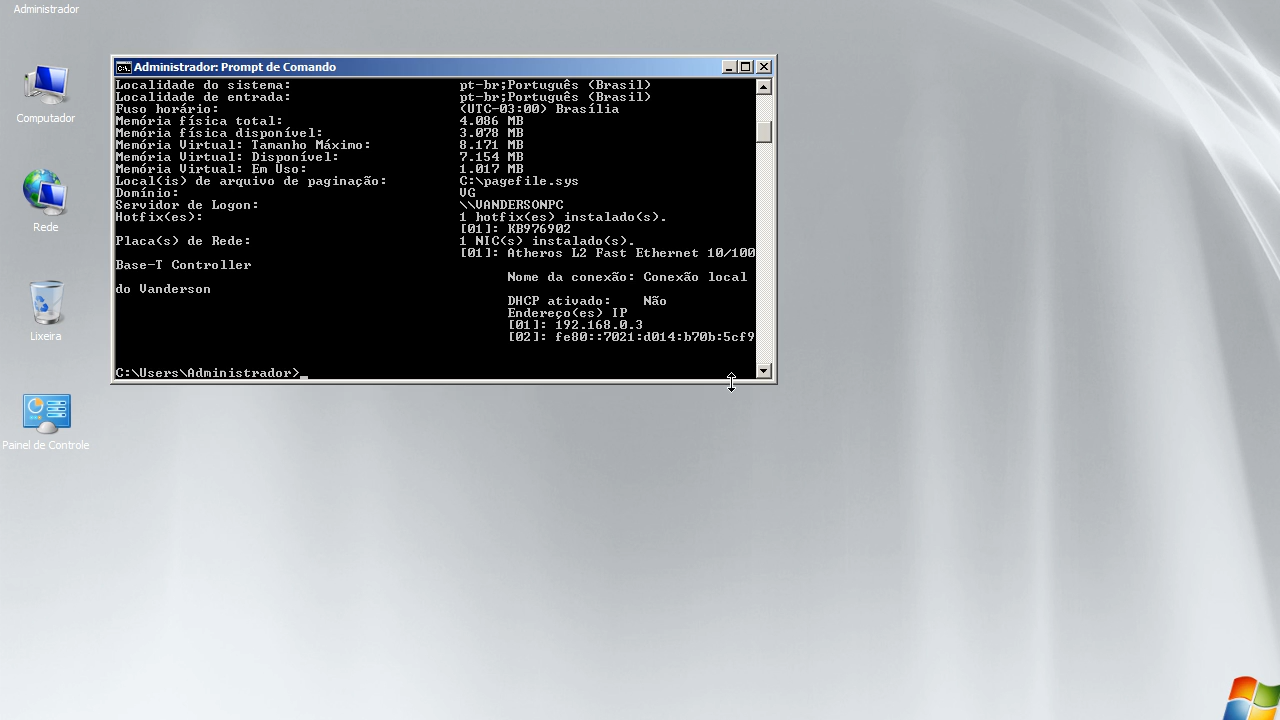 Administrador
Computador
Rede
Lixeira
Painel de Controle
Administrador: Prompt de Comando
Localidade do sistema: pt-br;Português (Brasil)
Localidade de entrada: pt-br;Português (Brasil)
Fuso horário: (UTC-03:00) Brasília
Memória física total: 4.086 MB
Memória física disponível: 3.078 MB
Memória Virtual: Tamanho Máximo: 8.171 MB
Memória Virtual: Disponível: 7.154 MB
Memória Virtual: Em Uso: 1.017 MB
Local(is) de arquivo de paginação: C:\pagefile.sys
Domínio: VG
Servidor de Logon: \\VANDERSONPC
Hotfix(es): 1 hotfix(es) instalado(s).
[01]: KB976902
Placa(s) de Rede: 1 NIC(s) instalado(s).
[01]: Atheros L2 Fast Ethernet 10/100
Base-T Controller
Nome da conexão: Conexão local
do Vanderson
DHCP ativado: Não
Endereço(es) IP
[01]: 192.168.0.3
[02]: fe80::7021:d014:b70b:5cf9
C:\Users\Administrador>